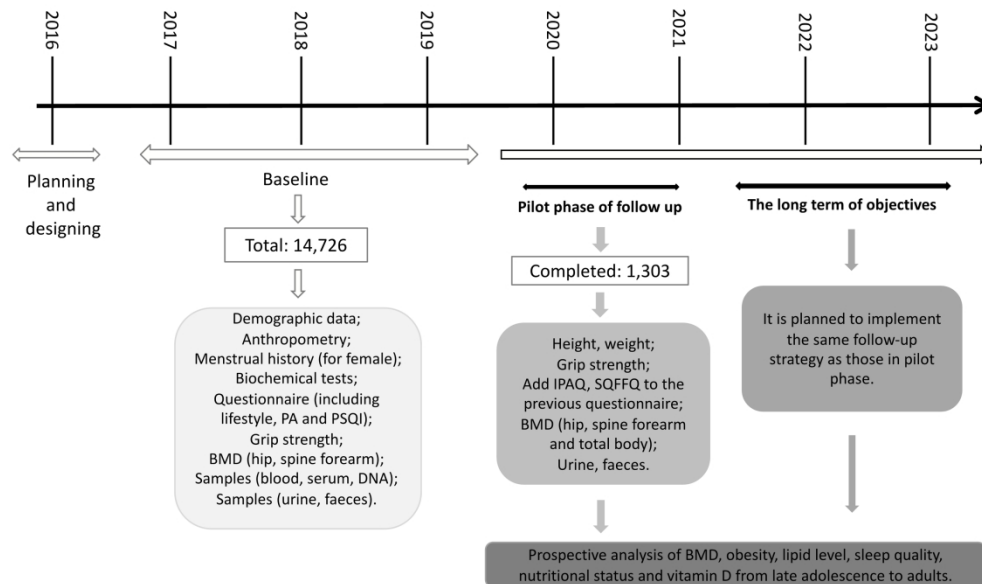 2016
2017
2018
2019
2020
2021
2022
2023
Planning
and
designing
Baseline
Total: 14,726
Demographic data;
Anthropometry;
Menstrual history (for female);
Biochemical tests;
Questionnaire (including
lifestyle, PA and PSQI);
Grip strength;
BMD (hip, spine forearm);
Samples (blood, serum, DNA);
Samples (urine, faeces).
Pilot phase of follow up
Completed: 1,303
Height, weight;
Grip strength;
Add IPAQ, SQFFQ to the
previous questionnaire;
BMD (hip, spine forearm
and total body);
Urine, faeces.
The long term of objectives
It is planned to implement
the same follow-up
strategy as those in pilot
phase.
Prospective analysis of BMD, obesity, lipid level, sleep quality,
nutritional status and vitamin D from late adolescence to adults.